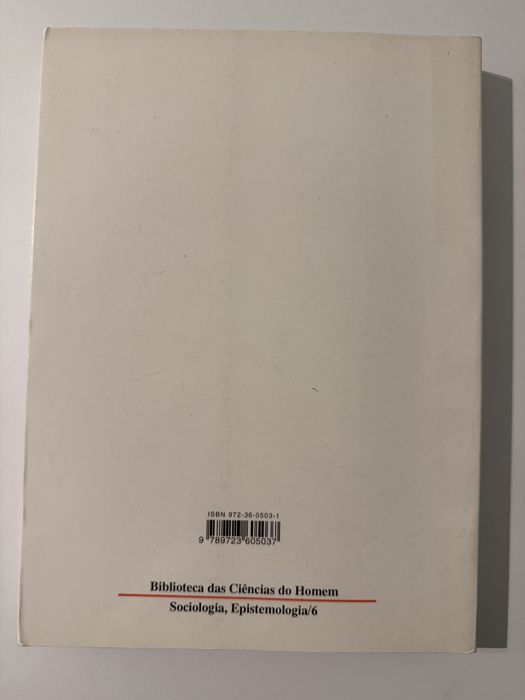 ISBN 972-36-0503-1
9 789723 605037
Biblioteca das Ciências do Homem
Sociologia, Epistemologia/6